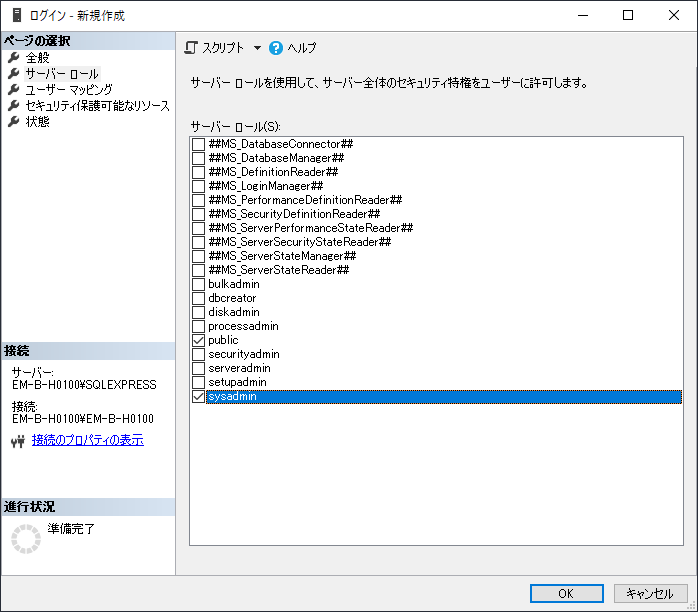 ログイン - 新規作成
ページの選択
全般
サーバー ロール
ユーザー マッピング
セキュリティ保護可能なリソース
状態
接続
サーバー:
EM-B-H0100¥SQLEXPRESS
接続:
EM-B-H0100¥EM-B-H0100
接続のプロパティの表示
進行状況
準備完了
スクリプト
ヘルプ
サーバー ロールを使用して、サーバー全体のセキュリティ特権をユーザーに許可します。
サーバー ロール(S):
##MS_DatabaseConnector##
##MS_DatabaseManager##
##MS_DefinitionReader##
##MS_LoginManager##
##MS_PerformanceDefinitionReader##
##MS_SecurityDefinitionReader##
##MS_ServerPerformanceStateReader##
##MS_ServerSecurityStateReader##
##MS_ServerStateManager##
##MS_ServerStateReader##
bulkadmin
dbcreator
diskadmin
processadmin
public
securityadmin
serveradmin
setupadmin
sysadmin
OK
キャンセル